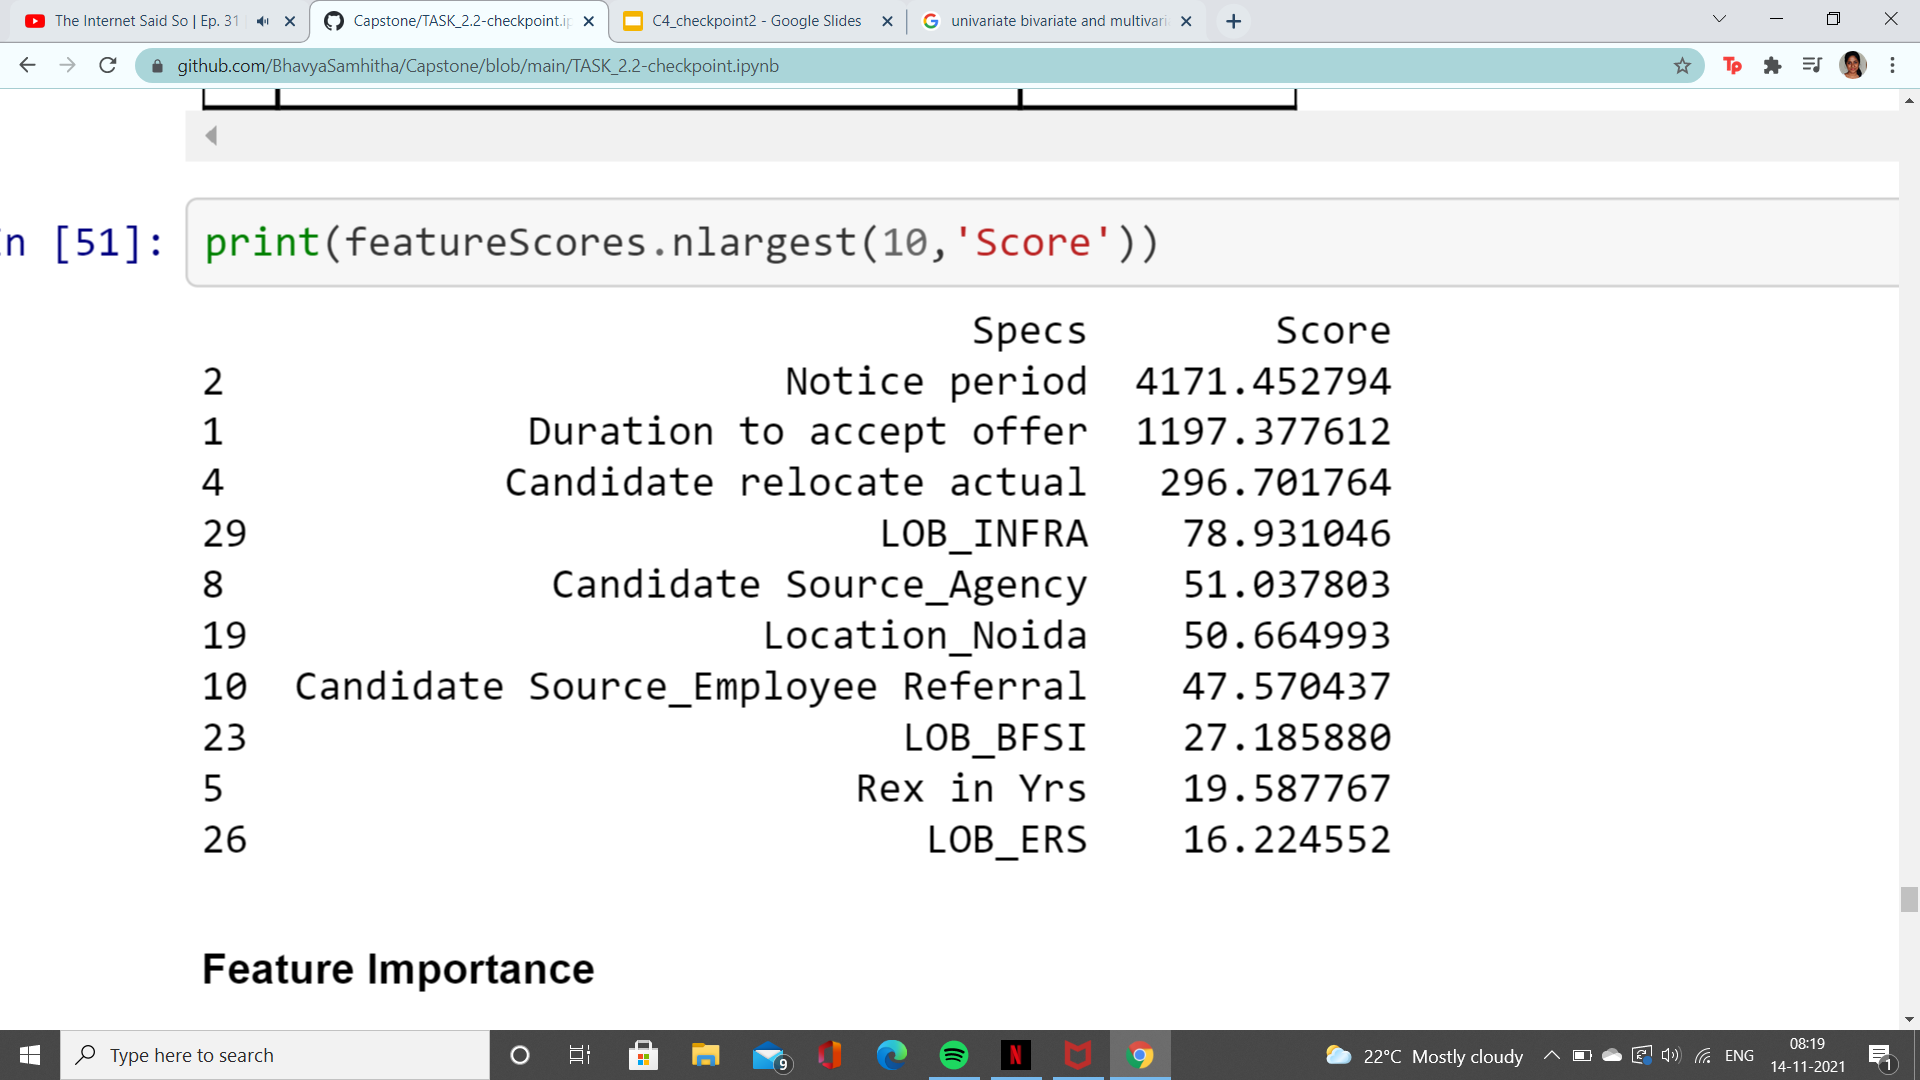 The Internet Said So | Ep. 31
Capstone/TASK_2.2-checkpoint.ip
C4_checkpoint2 - Google Slides
univariate bivariate and multivari
github.com/BhavyaSamhitha/Capstone/blob/main/TASK_2.2-checkpoint.ipynb
n [51]: print(featureScores.nlargest(10,'Score'))
Specs Score
2 Notice period 4171.452794
1 Duration to accept offer 1197.377612
4 Candidate relocate actual 296.701764
29 LOB_INFRA 78.931046
8 Candidate Source_Agency 51.037803
19 Location_Noida 50.664993
10 Candidate Source_Employee Referral 47.570437
23 LOB_BFSI 27.185880
5 Rex in Yrs 19.587767
26 LOB_ERS 16.224552
Feature Importance
Type here to search
9
N
22°C Mostly cloudy
ENG
08:19
14-11-2021
1